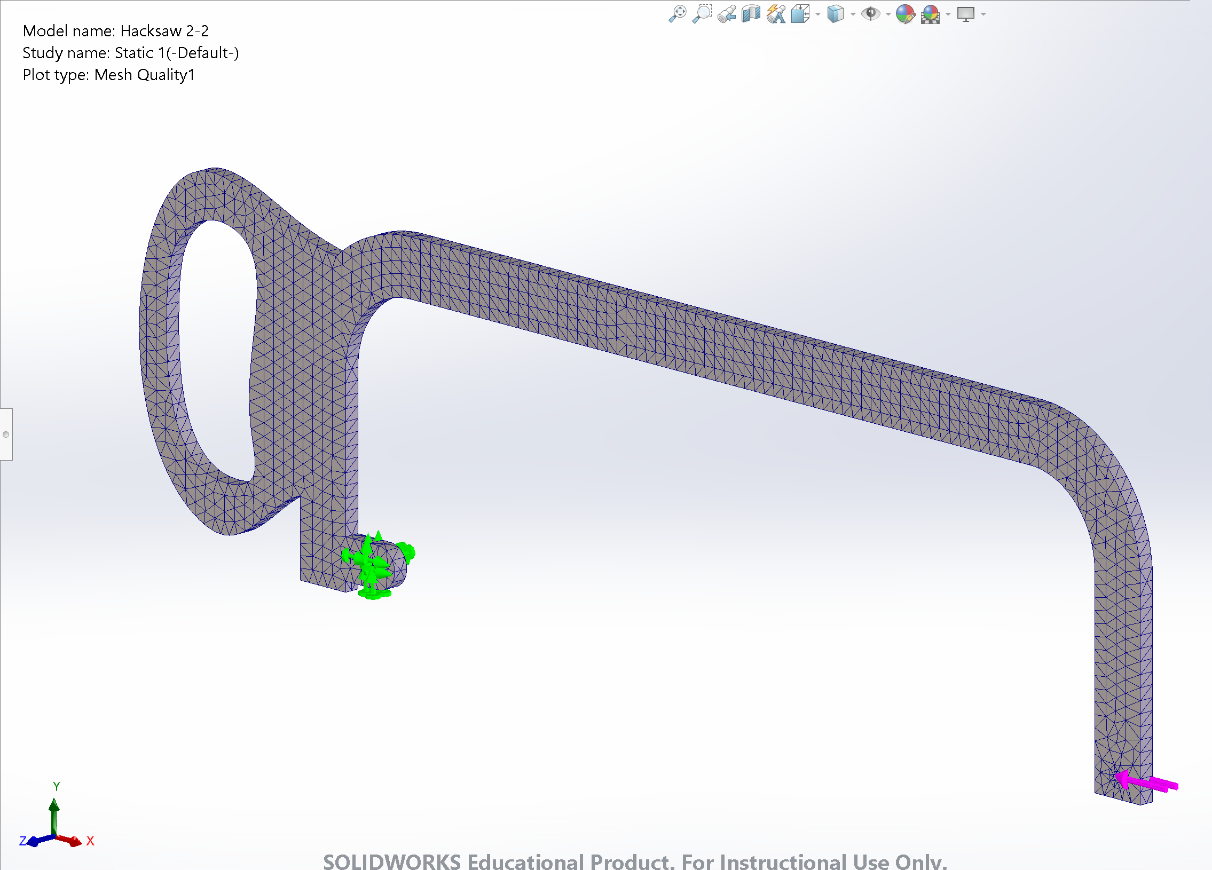 Model name: Hacksaw 2-2
Study name: Static 1(-Default-)
Plot type: Mesh Quality1
Y
Z
X
SOLIDWORKS Educational Product. For Instructional Use Only.